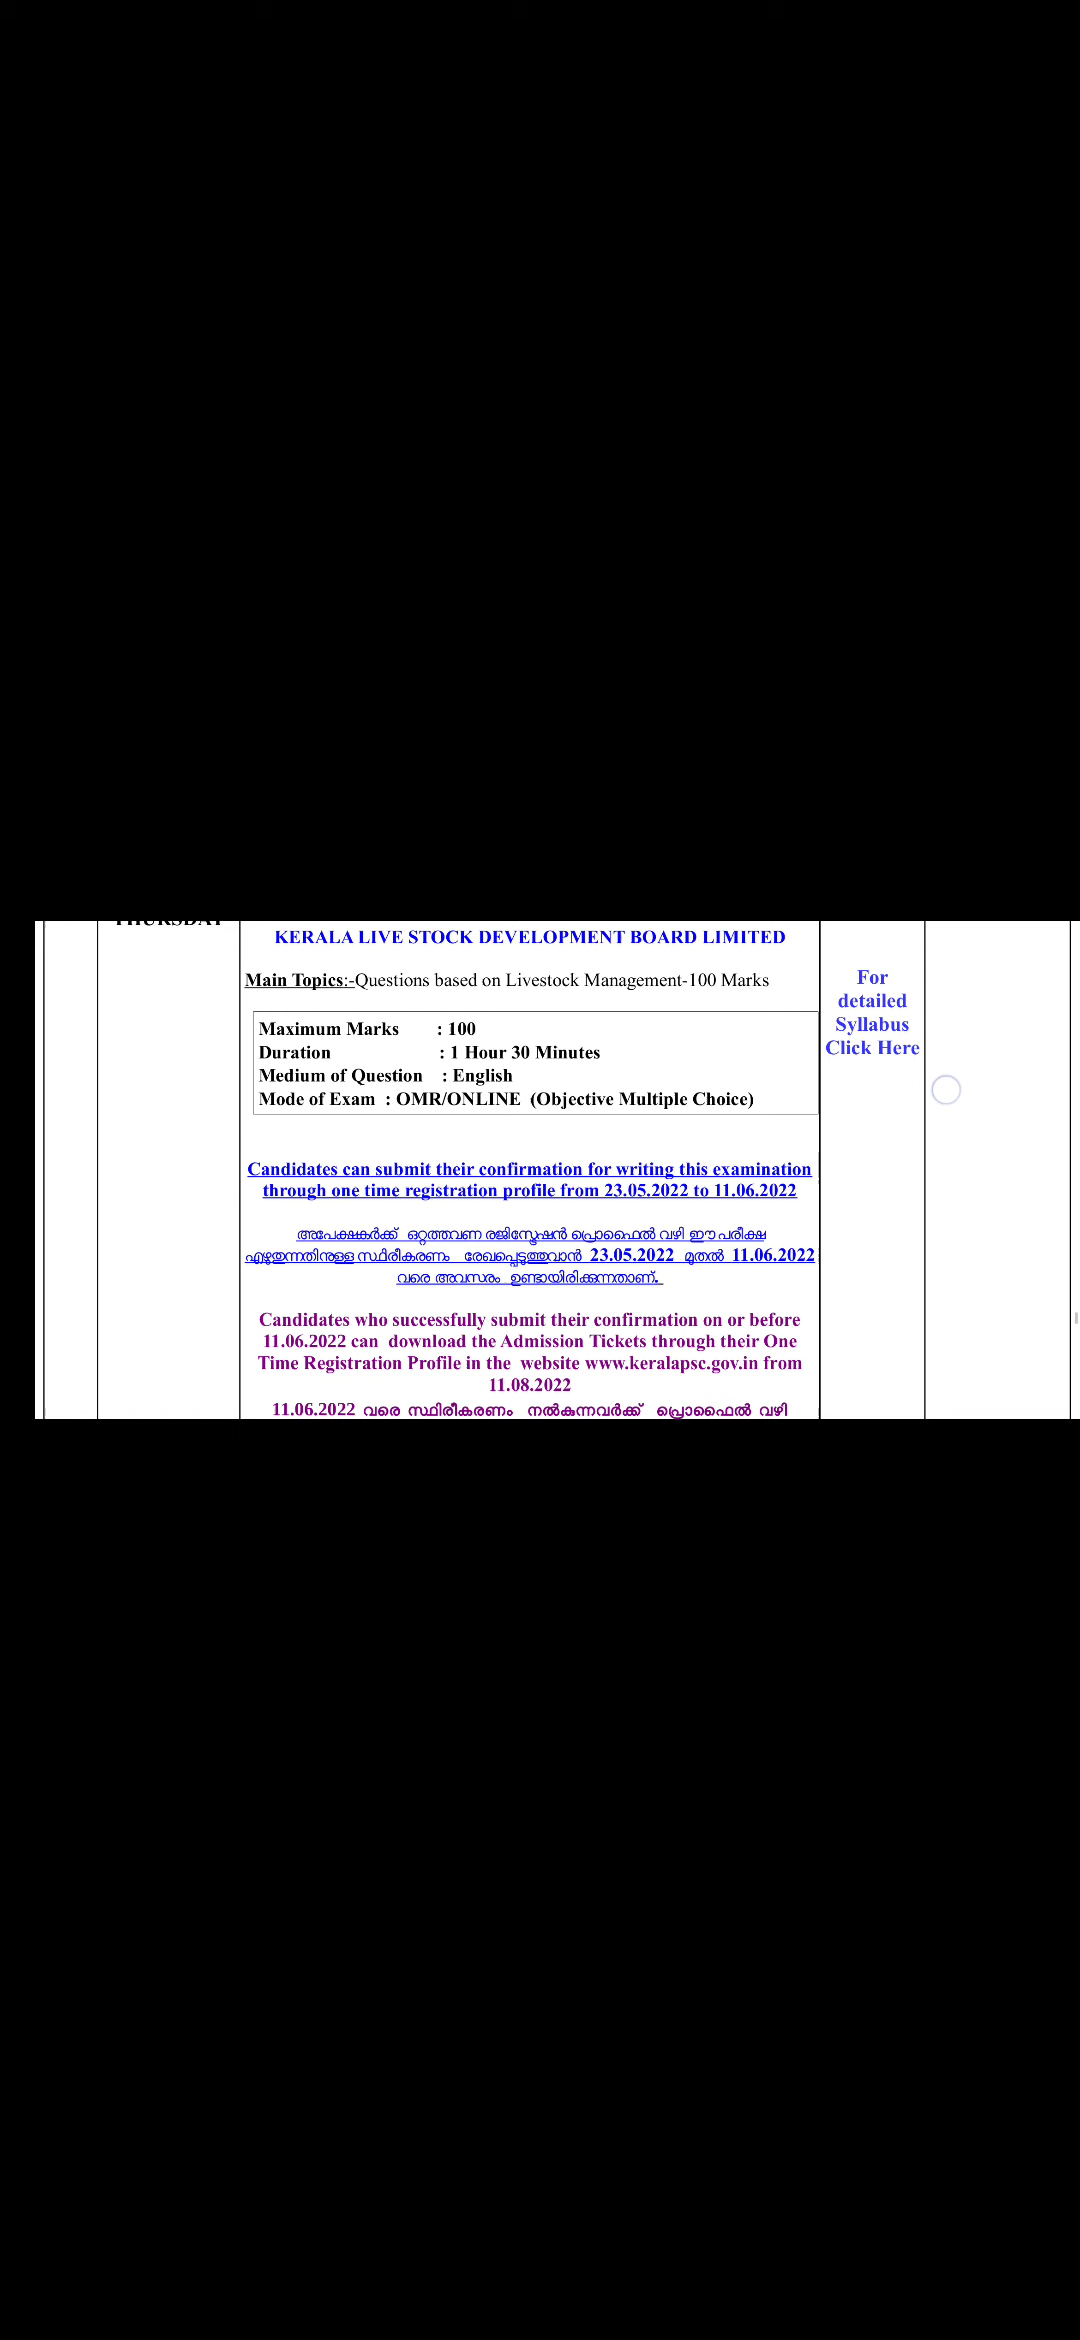 THURSDAY
KERALA LIVE STOCK DEVELOPMENT BOARD LIMITED
Main Topics:-Questions based on Livestock Management-100 Marks
Maximum Marks : 100
Duration : 1 Hour 30 Minutes
Medium of Question : English
Mode of Exam : OMR/ONLINE (Objective Multiple Choice)
Candidates can submit their confirmation for writing this examination
through one time registration profile from 23.05.2022 to 11.06.2022
അപേക്ഷകർക്ക് ഒറ്റത്തവണ രജിസ്ട്രേഷൻ പ്രൊഫൈൽ വഴി ഈ പരീക്ഷ
എഴുതുന്നതിനുള്ള സ്ഥിരീകരണം രേഖപ്പെടുത്തുവാൻ 23.05.2022 മുതൽ 11.06.2022
വരെ അവസരം ഉണ്ടായിരിക്കുന്നതാണ്.
Candidates who successfully submit their confirmation on or before
11.06.2022 can download the Admission Tickets through their One
Time Registration Profile in the website www.keralapsc.gov.in from
11.08.2022
11.06.2022 വരെ സ്ഥിരീകരണം നൽകുന്നവർക്ക് പ്രൊഫൈൽ വഴി
For
detailed
Syllabus
Click Here